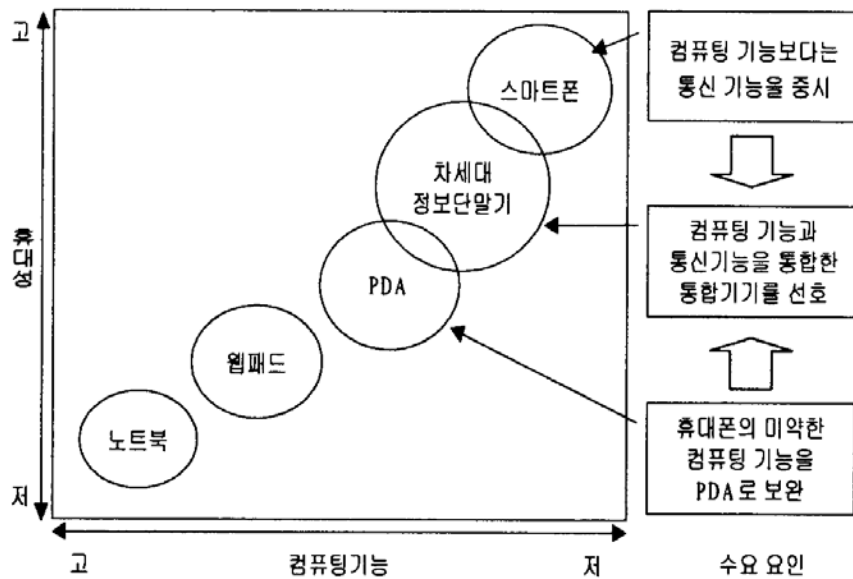 고
스마트폰
컴퓨팅 기능보다는
통신 기능을 중시
차세대
정보단말기
휴대성
컴퓨팅 기능과
통신기능을 통합한
통합기기를 선호
PDA
웹패드
노트북
휴대폰의 미약한
컴퓨팅 기능을
PDA로 보완
저
고
컴퓨팅기능
저
수요 요인